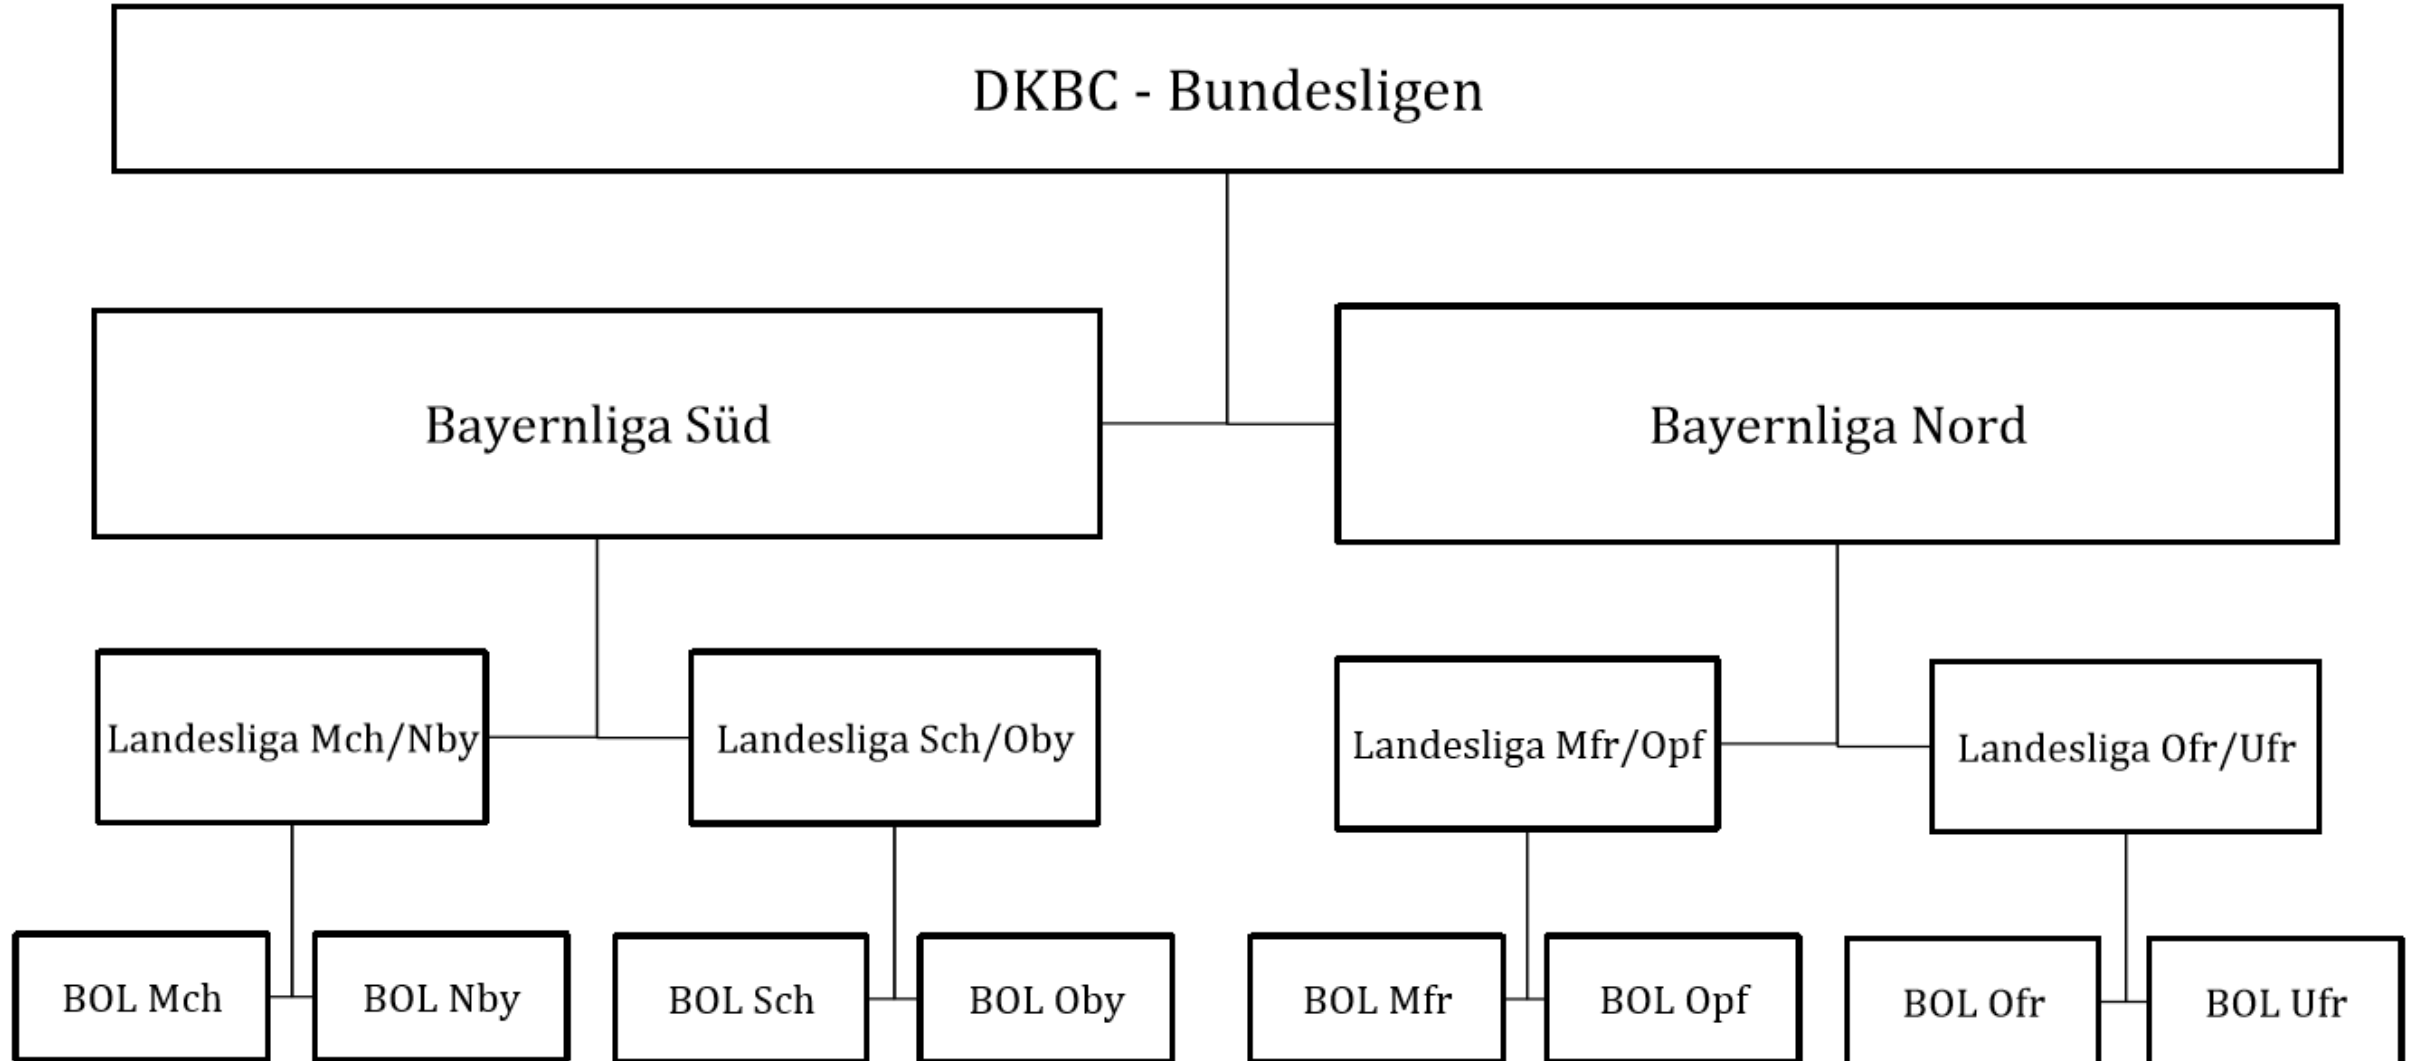 DKBC - Bundesligen
Bayernliga Süd
Bayernliga Nord
Landesliga Mch/Nby
Landesliga Sch/Oby
Landesliga Mfr/Opf
Landesliga Ofr/Ufr
BOL Mch
BOL Nby
BOL Sch
BOL Oby
BOL Mfr
BOL Opf
BOL Ofr
BOL Ufr